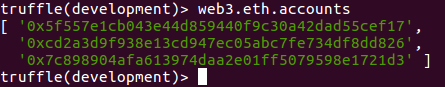 truffle(development)> web3.eth.accounts
[ '0x5f557e1cb043e44d859440f9c30a42dad55cef17',
'0xcd2a3d9f938e13cd947ec05abc7fe734df8dd826',
'0x7c898904afa613974daa2e01ff5079598e1721d3' ]
truffle(development)>